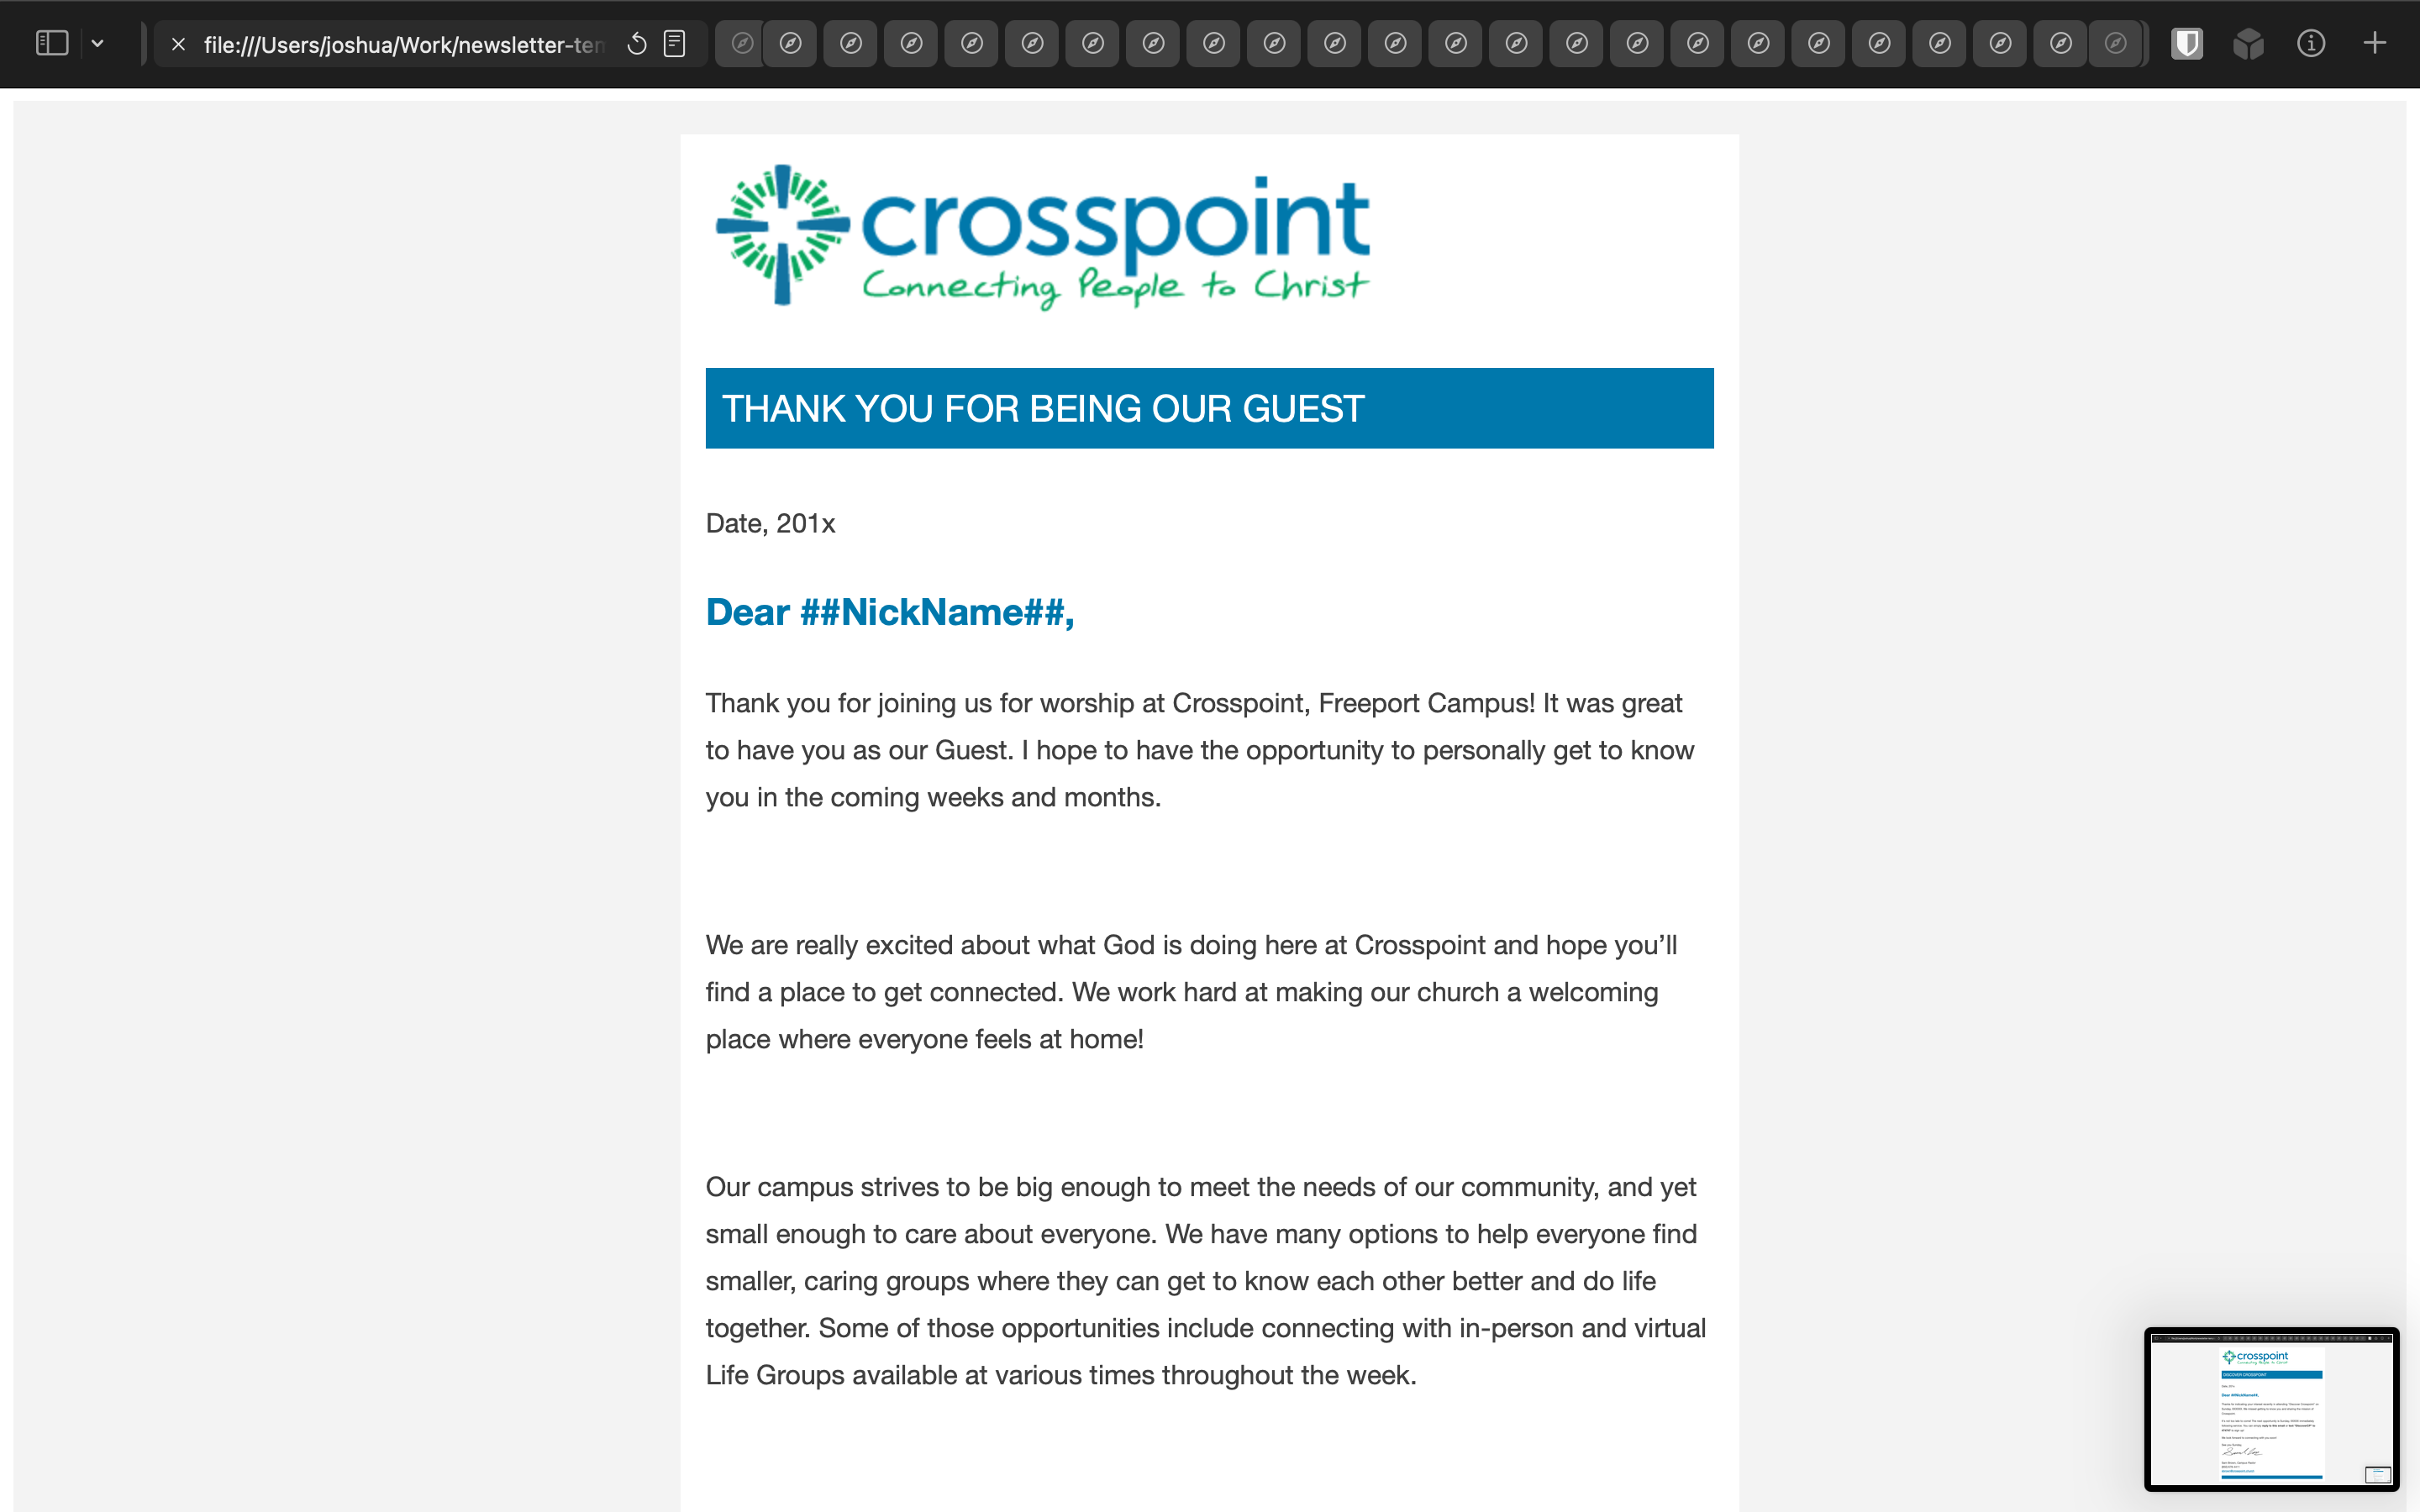 file:///Users/joshua/Work/newsletter-ten
crosspoint
Connecting People to Christ
THANK YOU FOR BEING OUR GUEST
Date, 201x
Dear ##NickName##,
Thank you for joining us for worship at Crosspoint, Freeport Campus! It was great
to have you as our Guest. I hope to have the opportunity to personally get to know
you in the coming weeks and months.
We are really excited about what God is doing here at Crosspoint and hope you’ll
find a place to get connected. We work hard at making our church a welcoming
place where everyone feels at home!
Our campus strives to be big enough to meet the needs of our community, and yet
small enough to care about everyone. We have many options to help everyone find
smaller, caring groups where they can get to know each other better and do life
together. Some of those opportunities include connecting with in-person and virtual
Life Groups available at various times throughout the week.
crosspoint
Connecting People to Christ
DISCOVER CROSSPOINT
Dear ##NickName##,